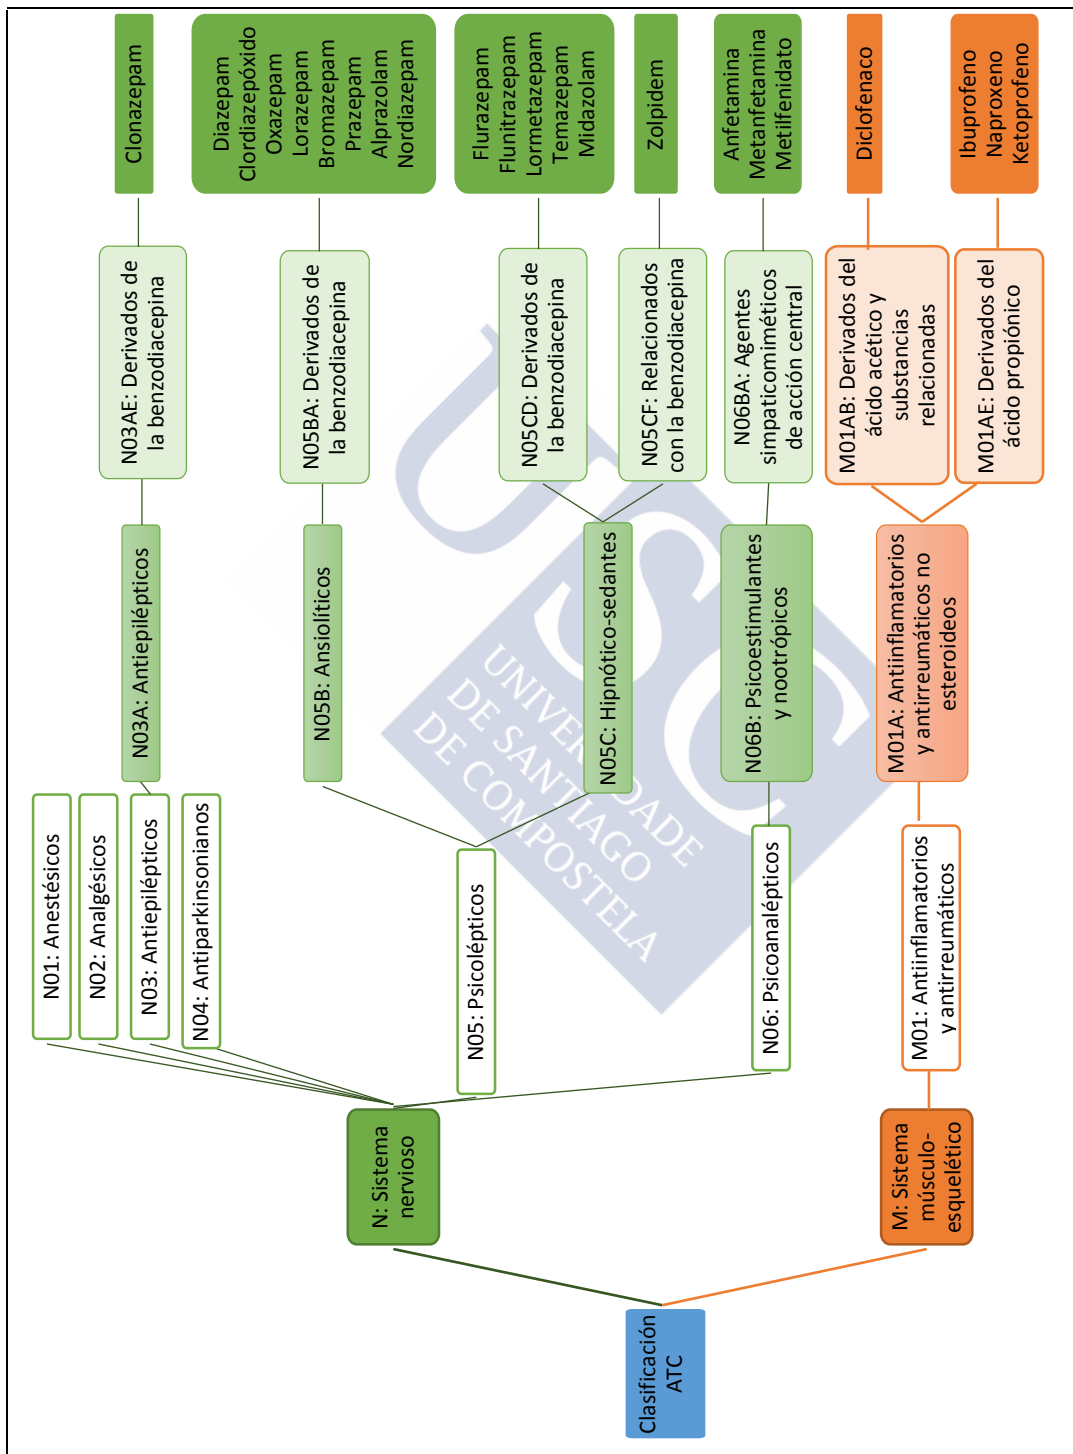 Clasificación
ATC
N: Sistema
nervioso
M: Sistema
músculo-
esquelético
N01: Anestésicos
N02: Analgésicos
N03: Antiepilépticos
N04: Antiparkinsonianos
N05: Psicolépticos
N06: Psicoanalépticos
M01: Antiinflamatorios
y antirreumáticos
N03A: Antiepilépticos
N05B: Ansiolíticos
N05C: Hipnótico-sedantes
N06B: Psicoestimulantes
y nootrópicos
M01A: Antiinflamatorios
y antirreumáticos no
esteroideos
N03AE: Derivados de
la benzodiacepina
N05BA: Derivados de
la benzodiacepina
N05CD: Derivados de
la benzodiacepina
N05CF: Relacionados
con la benzodiacepina
N06BA: Agentes
simpaticomiméticos
de acción central
M01AB: Derivados del
ácido acético y
substancias
relacionadas
M01AE: Derivados del
ácido propiónico
Clonazepam
Diazepam
Clordiazepóxido
Oxazepam
Lorazepam
Bromazepam
Prazepam
Alprazolam
Nordiazepam
Flurazepam
Flunitrazepam
Lormetazepam
Temazepam
Midazolam
Zolpidem
Anfetamina
Metanfetamina
Metilfenidato
Diclofenaco
Ibuprofeno
Naproxeno
Ketoprofeno
USC
UNIVERSIDADE
DE SANTIAGO
DE COMPOSTELA